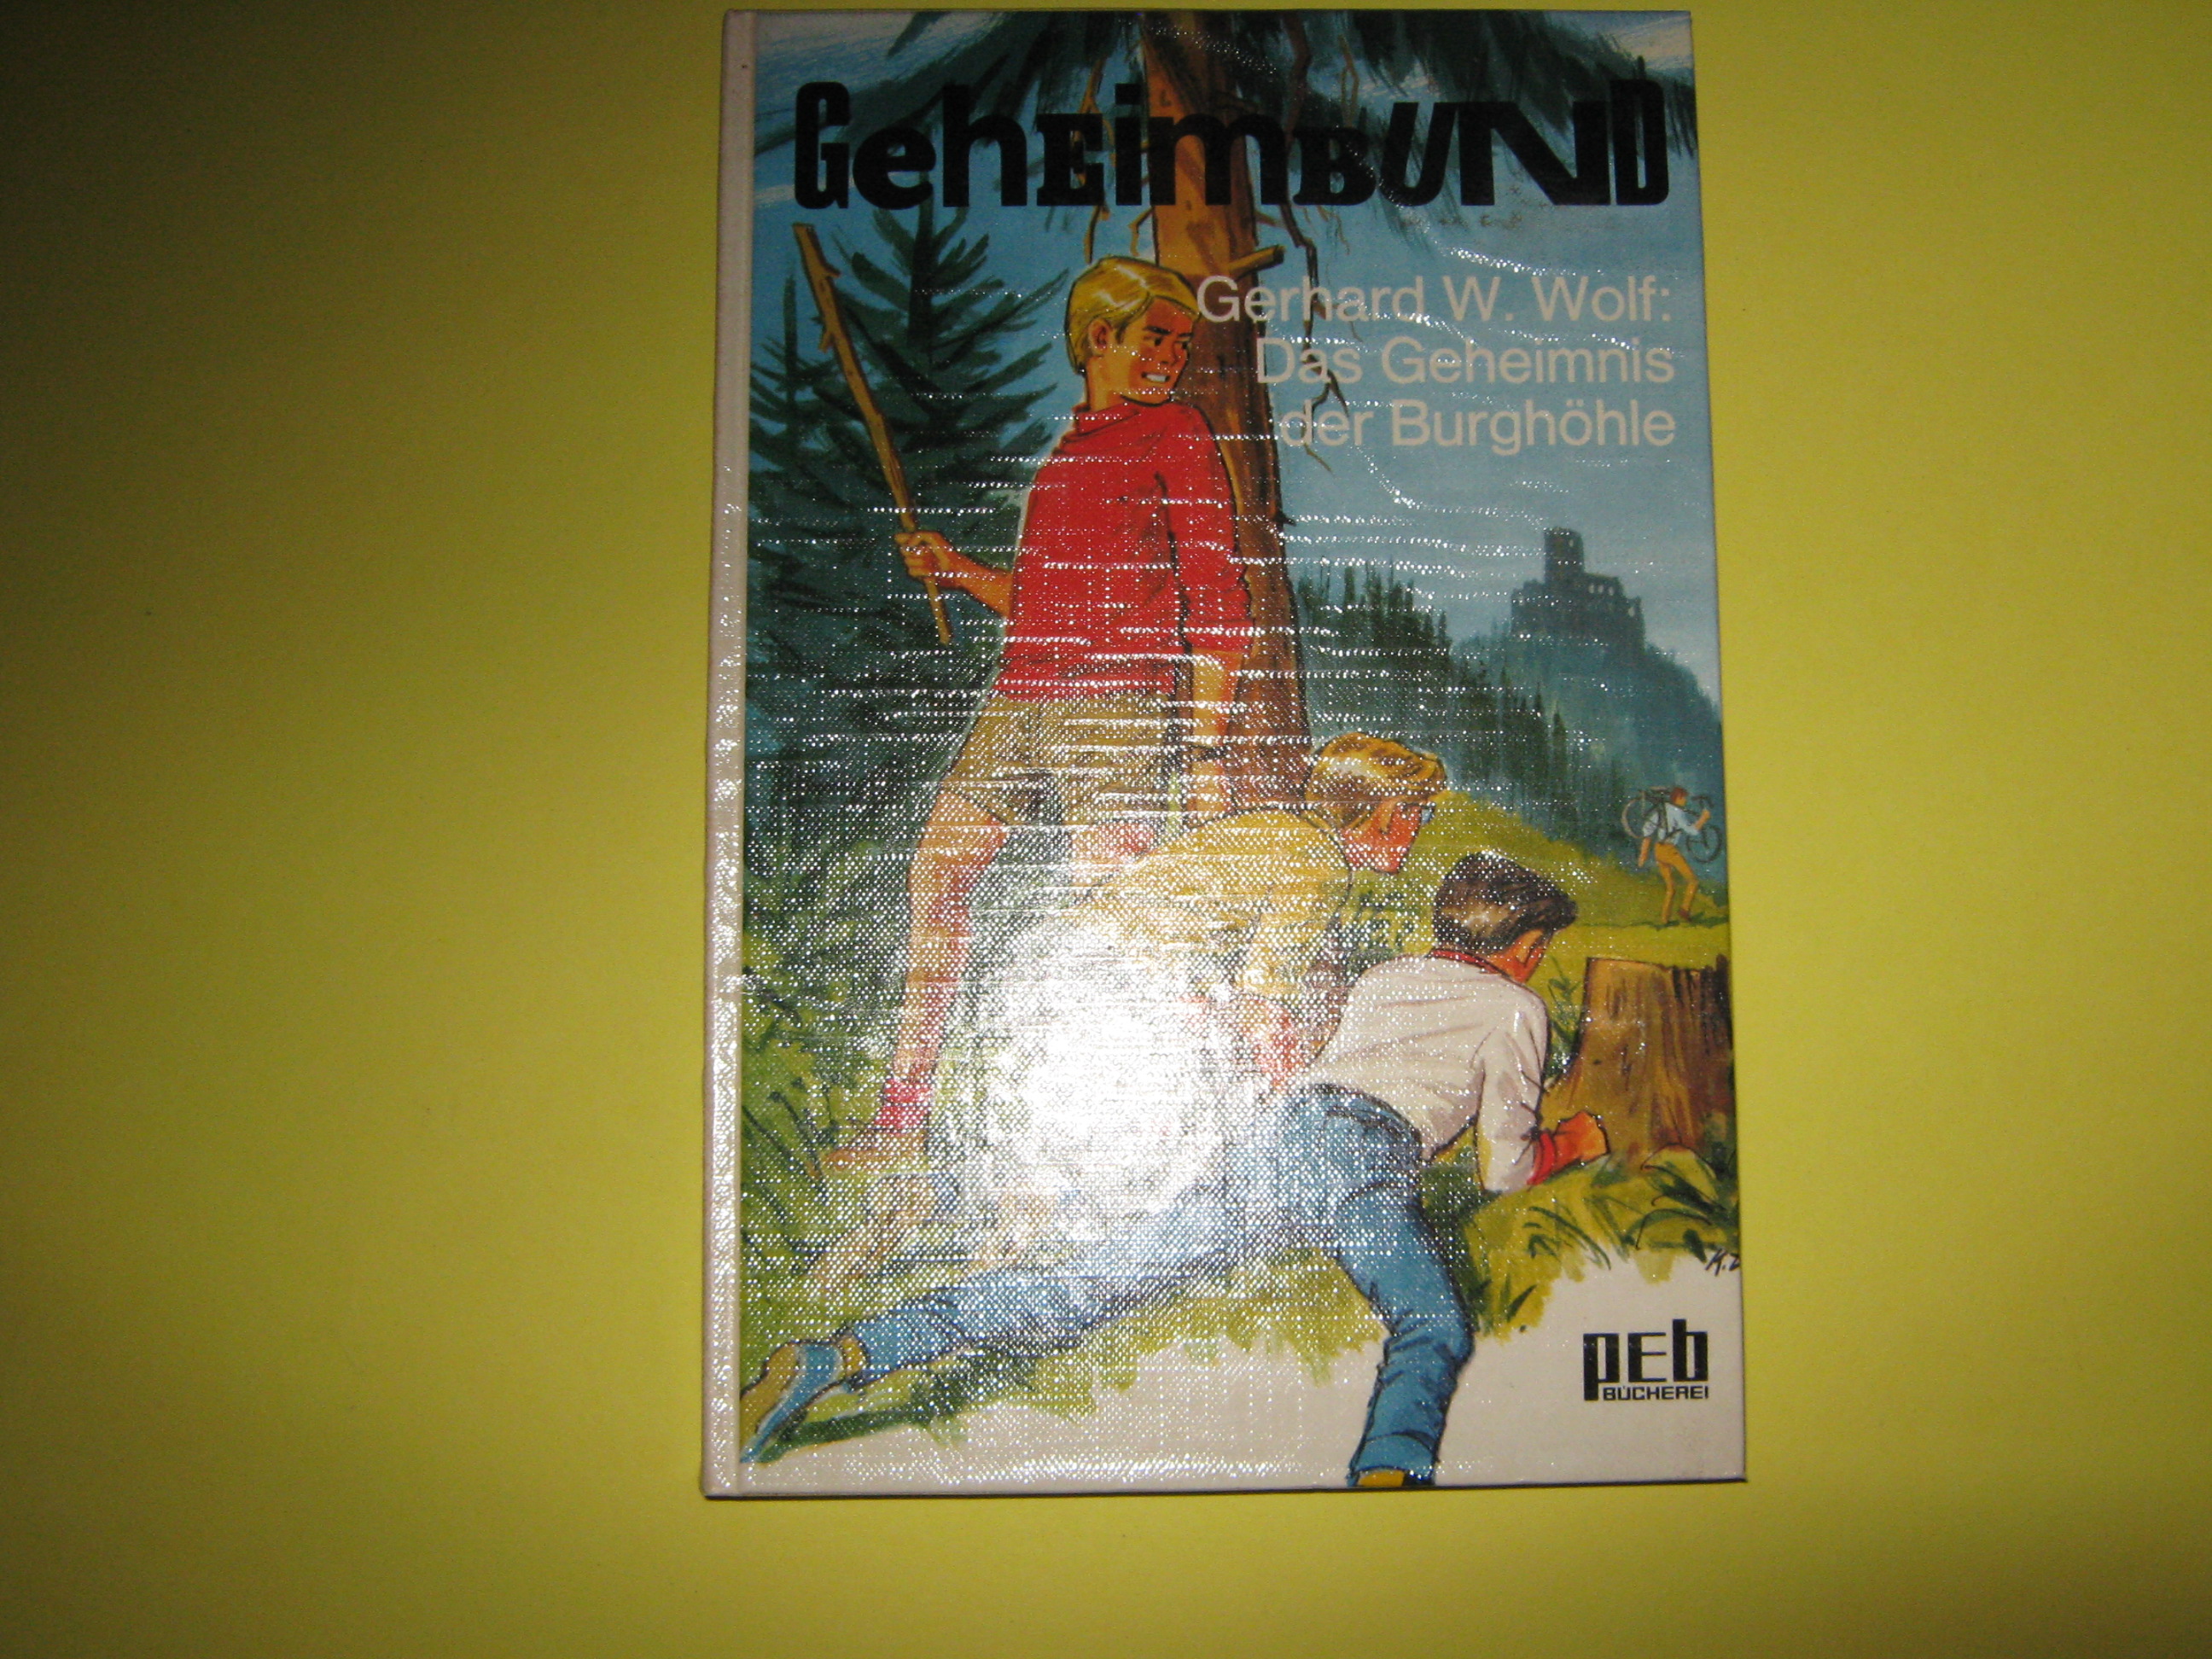 GehEimBUND
Gerhard W. Wolf:
Das Geheimnis
der Burghöhle
K.
pEb
BÜCHEREI